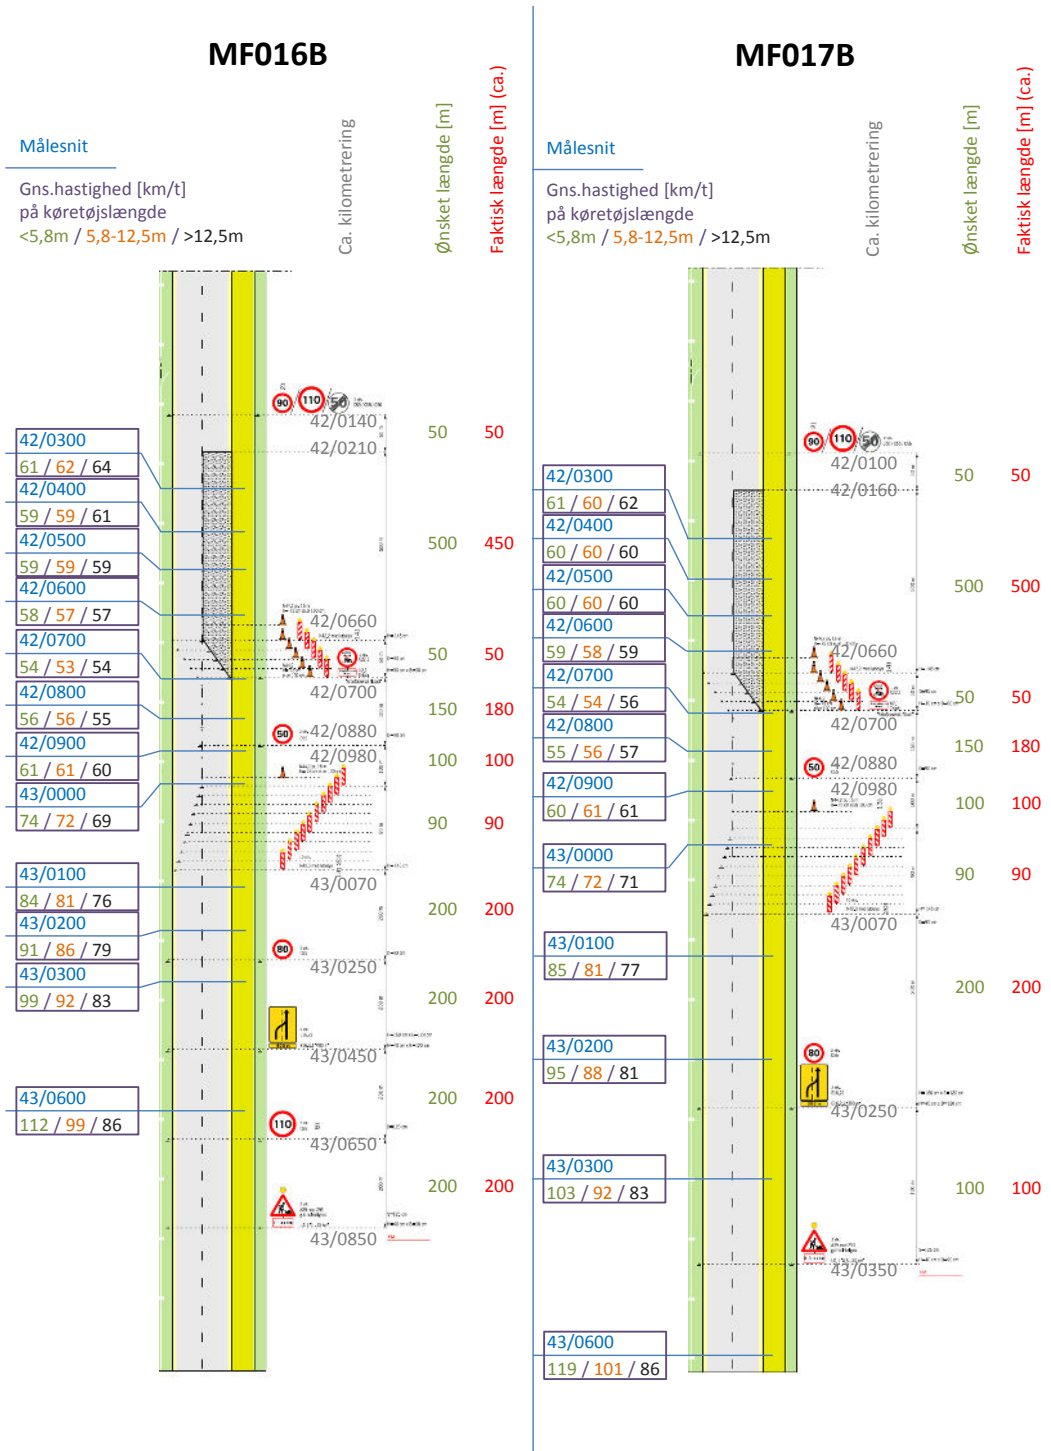 MF016B
Målesnit
Gns.hastighed [km/t]
på køretøjslængde
<5,8m / 5,8-12,5m / >12,5m
Ca. kilometrering
Ønsket længde [m]
Faktisk længde [m] (ca.)
90 110 50
42/0140
50 50
42/0210
42/0300
61 / 62 / 64
42/0400
59 / 59 / 61
42/0500
59 / 59 / 59
500 450
42/0600
58 / 57 / 57
42/0660
42/0700
54 / 53 / 54
50 50
42/0700
42/0800
56 / 56 / 55
150 180
50
42/0880
42/0900
61 / 61 / 60
42/0980
100 100
43/0000
74 / 72 / 69
90 90
43/0070
43/0100
84 / 81 / 76
200 200
43/0200
91 / 86 / 79
80
43/0250
43/0300
99 / 92 / 83
200 200
43/0450
43/0600
112 / 99 / 86
200 200
110
43/0650
200 200
43/0850
MF017B
Målesnit
Gns.hastighed [km/t]
på køretøjslængde
<5,8m / 5,8-12,5m / >12,5m
Ca. kilometrering
Ønsket længde [m]
Faktisk længde [m] (ca.)
90 110 50
42/0100
50 50
42/0160
42/0300
61 / 60 / 62
42/0400
60 / 60 / 60
42/0500
60 / 60 / 60
500 500
42/0600
59 / 58 / 59
42/0660
42/0700
54 / 54 / 56
50 50
42/0700
42/0800
55 / 56 / 57
150 180
50
42/0880
42/0900
60 / 61 / 61
42/0980
100 100
43/0000
74 / 72 / 71
90 90
43/0070
43/0100
85 / 81 / 77
200 200
43/0200
95 / 88 / 81
80
43/0250
43/0300
103 / 92 / 83
100 100
43/0350
43/0600
119 / 101 / 86